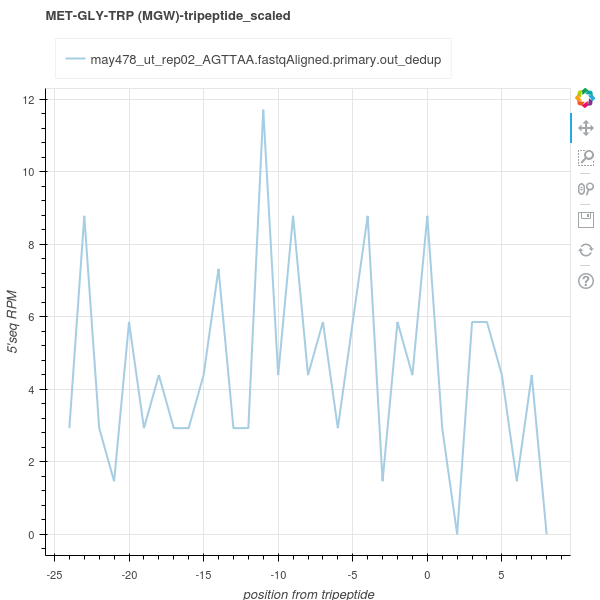 MET-GLY-TRP (MGW)-tripeptide_scaled
may478_ut_rep02_AGTTAA.fastqAligned.primary.out_dedup
12
10
8
6
4
2
0
5'seq RPM
-25 -20 -15 -10 -5 0 5
position from tripeptide